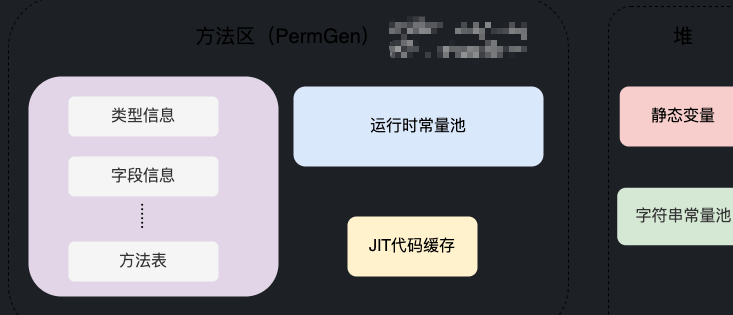 方法区（PermGen）
堆
类型信息
字段信息
方法表
运行时常量池
JIT代码缓存
静态变量
字符串常量池